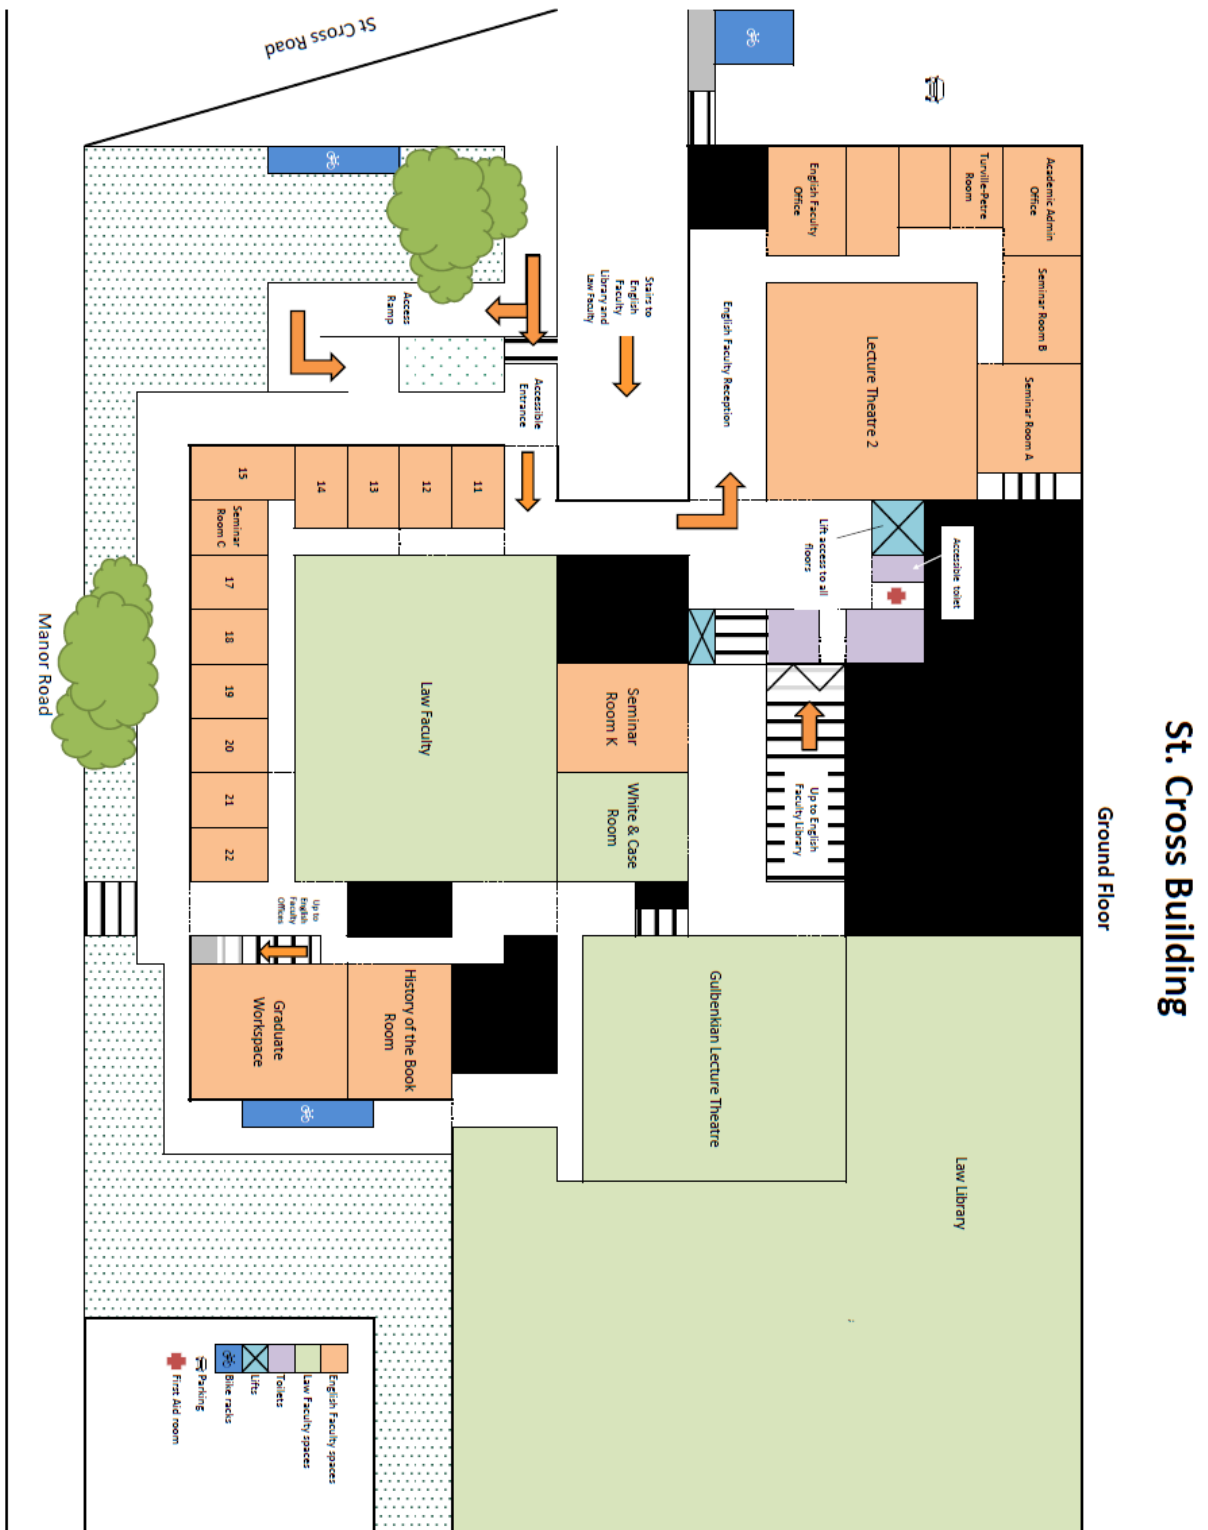 St. Cross Building
Ground Floor
St Cross Road
Academic Admin
Office
Turville-Petre
Room
English Faculty
Office
Seminar Room B
Seminar Room A
Lecture Theatre 2
English Faculty Reception
Stairs to
English
Faculty
Library and
Law Faculty
Access
Ramp
Accessible
Entrance
Accessible toilet
Lift access to all
floors
11
12
13
14
15
Seminar
Room C
17
18
19
20
21
22
Law Faculty
Seminar
Room K
White & Case
Room
Up to English
Faculty Library
Up to
English
Faculty
Offices
History of the Book
Room
Graduate
Workspace
Gulbenkian Lecture Theatre
Law Library
Manor Road
English Faculty spaces
Law Faculty spaces
Toilets
Lifts
Bike racks
Parking
First Aid room